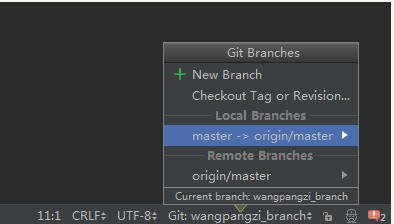 Git Branches
New Branch
Checkout Tag or Revision...
Local Branches
master -> origin/master
Remote Branches
origin/master
Current branch: wangpangzi_branch
11:1 CRLF UTF-8 Git: wangpangzi_branch 2